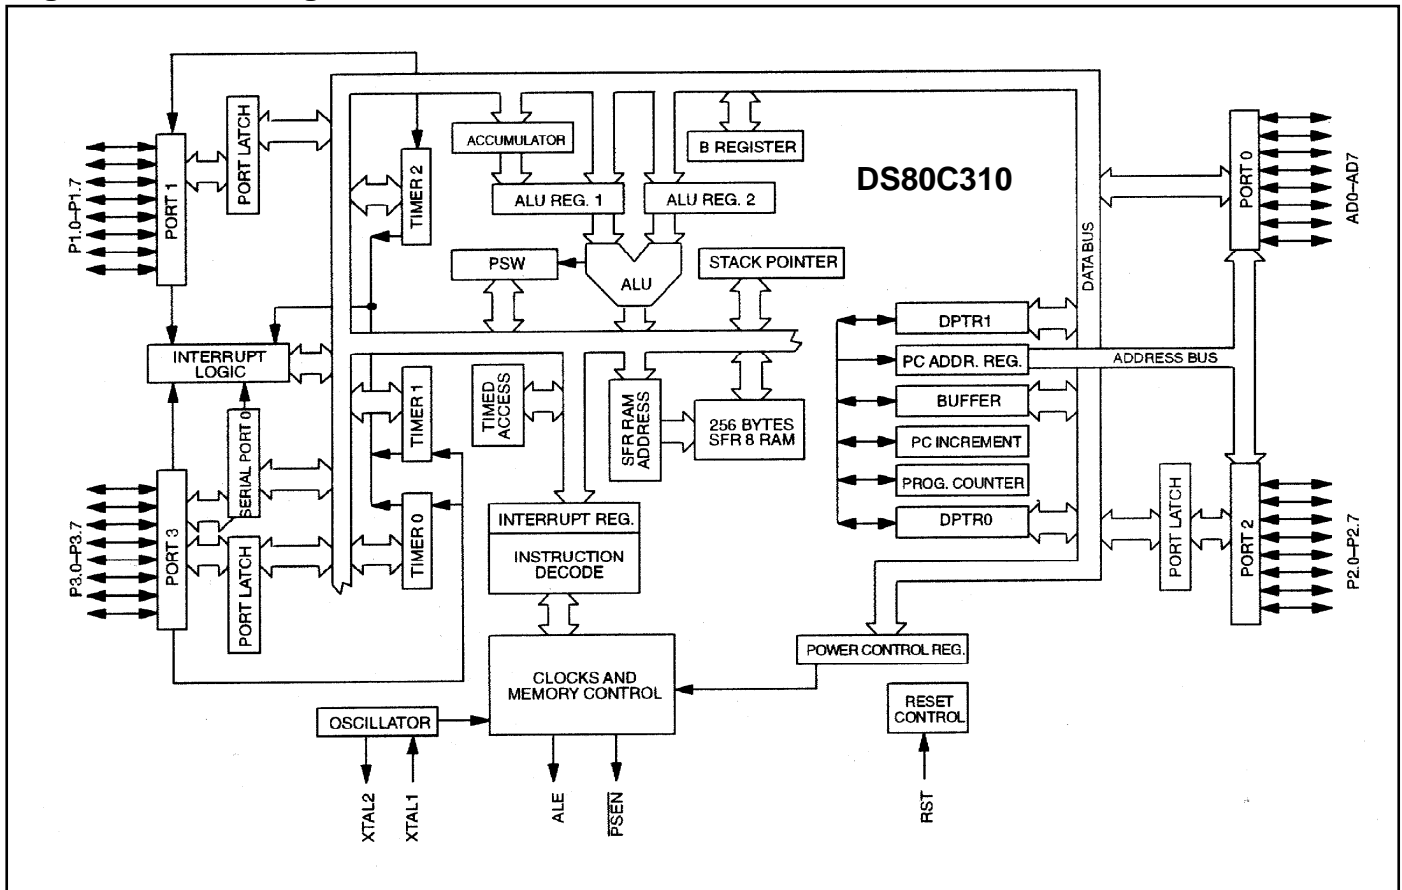 DS80C310
P1.0–P1.7
PORT 1
PORT LATCH
TIMER 2
ACCUMULATOR
B REGISTER
ALU REG. 1
ALU REG. 2
PSW
ALU
STACK POINTER
DATA BUS
PORT 0
AD0–AD7
INTERRUPT
LOGIC
DPTR1
PC ADDR. REG.
ADDRESS BUS
BUFFER
PC INCREMENT
PROG. COUNTER
DPTR0
TIMER 1
TIMED
ACCESS
SFR RAM
ADDRESS
256 BYTES
SFR 8 RAM
SERIAL PORT 0
P3.0–P3.7
PORT 3
PORT LATCH
TIMER 0
INTERRUPT REG.
INSTRUCTION
DECODE
PORT LATCH
PORT 2
P2.0–P2.7
POWER CONTROL REG.
CLOCKS AND
MEMORY CONTROL
RESET
CONTROL
OSCILLATOR
XTAL2
XTAL1
ALE
PSEN
RST